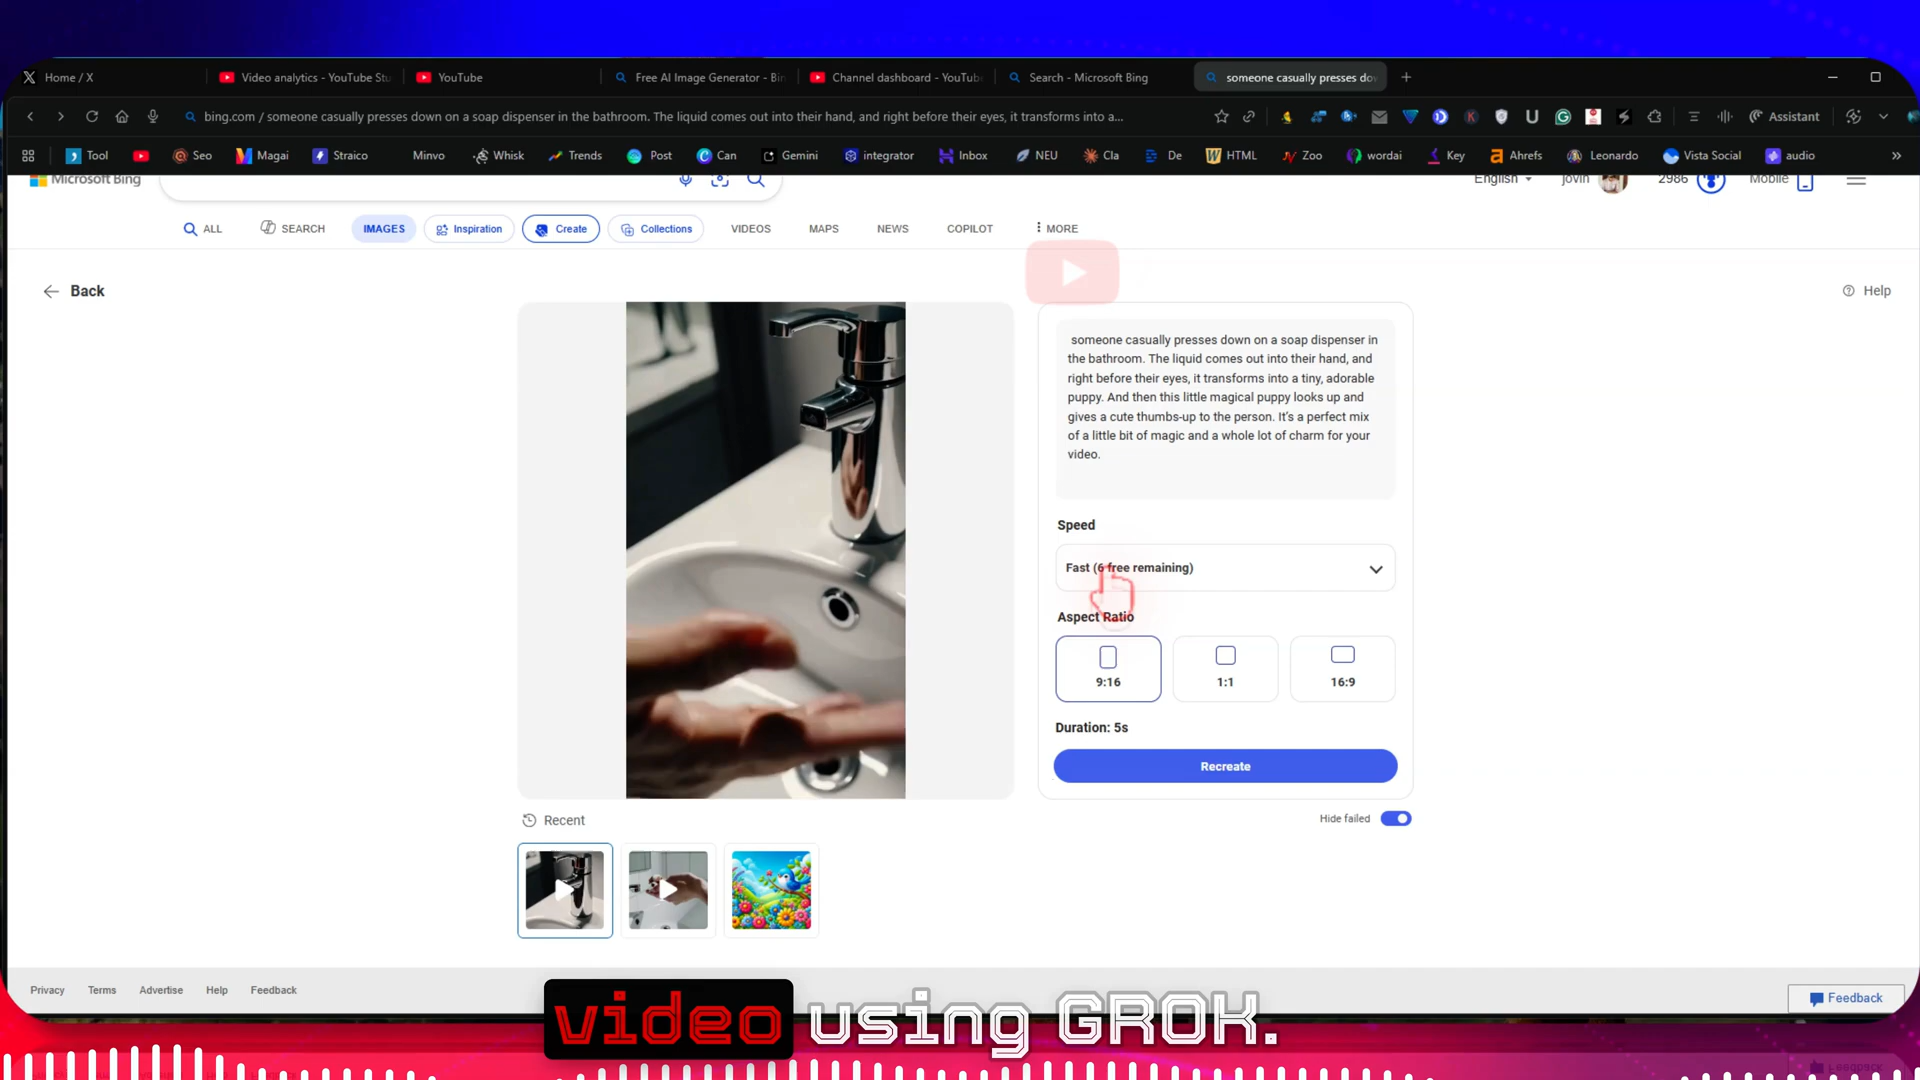 Home / X
Video analytics - YouTube Stu
YouTube
Free AI Image Generator - Bin
Channel dashboard - YouTube
Search - Microsoft Bing
someone casually presses dov
bing.com / someone casually presses down on a soap dispenser in the bathroom. The liquid comes out into their hand, and right before their eyes, it transforms into a...
Assistant
Tool
Seo
Magai
Straico
Minvo
Whisk
Trends
Post
Can
Gemini
integrator
Inbox
NEU
Cla
De
HTML
Zoo
wordai
Key
Ahrefs
Leonardo
Vista Social
audio
Microsoft Bing
English
jovin
2986
Mobile
ALL
SEARCH
IMAGES
Inspiration
Create
Collections
VIDEOS
MAPS
NEWS
COPILOT
MORE
Back
Help
someone casually presses down on a soap dispenser in
the bathroom. The liquid comes out into their hand, and
right before their eyes, it transforms into a tiny, adorable
puppy. And then this little magical puppy looks up and
gives a cute thumbs-up to the person. It's a perfect mix
of a little bit of magic and a whole lot of charm for your
video.
Speed
Fast (6 free remaining)
Aspect Ratio
9:16
1:1
16:9
Duration: 5s
Recreate
Recent
Hide failed
Privacy
Terms
Advertise
Help
Feedback
Feedback
video using GROK.